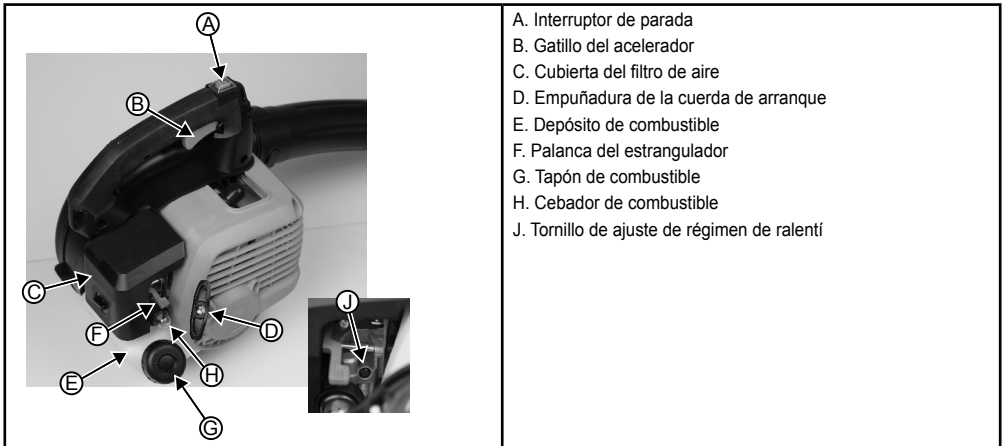 A
B
C
D
E
F
G
H
J
A. Interruptor de parada
B. Gatillo del acelerador
C. Cubierta del filtro de aire
D. Empuñadura de la cuerda de arranque
E. Depósito de combustible
F. Palanca del estrangulador
G. Tapón de combustible
H. Cebador de combustible
J. Tornillo de ajuste de régimen de ralentí